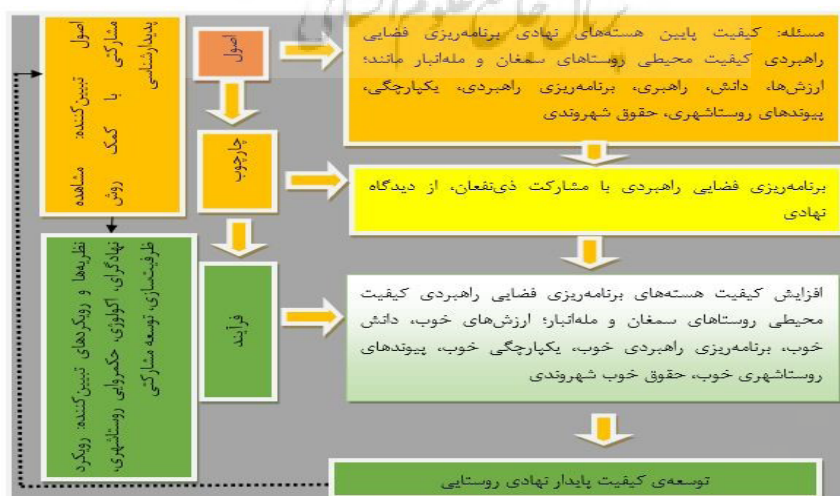 مسئله: کیفیت پایین هسته‌های نهادی برنامه‌ریزی فضایی
راهبردی کیفیت محیطی روستاهای سمغان و مله‌انبار مانند؛
ارزش‌ها، دانش، راهبری، برنامه‌ریزی راهبردی، یکپارچگی،
پیوندهای روستاشهری، حقوق شهروندی
اصول
اصول تبیین‌کننده: مشاهده
مشارکتی با کمک روش
پدیدارشناسی
چارچوب
برنامه‌ریزی فضایی راهبردی با مشارکت ذی‌نفعان، از دیدگاه
نهادی
فرآیند
نظریه‌ها و رویکردهای تبیین‌کننده: رویکرد
نهادگرای، اکولوژی، حکمروایی روستاشهری،
ظرفیت‌سازی، توسعه مشارکتی
افزایش کیفیت هسته‌های برنامه‌ریزی فضایی راهبردی کیفیت
محیطی روستاهای سمغان و مله‌انبار؛ ارزش‌های خوب، دانش
خوب، برنامه‌ریزی راهبردی خوب، یکپارچگی خوب، پیوندهای
روستاشهری خوب، حقوق خوب شهروندی
توسعه‌ی کیفیت پایدار نهادی روستایی